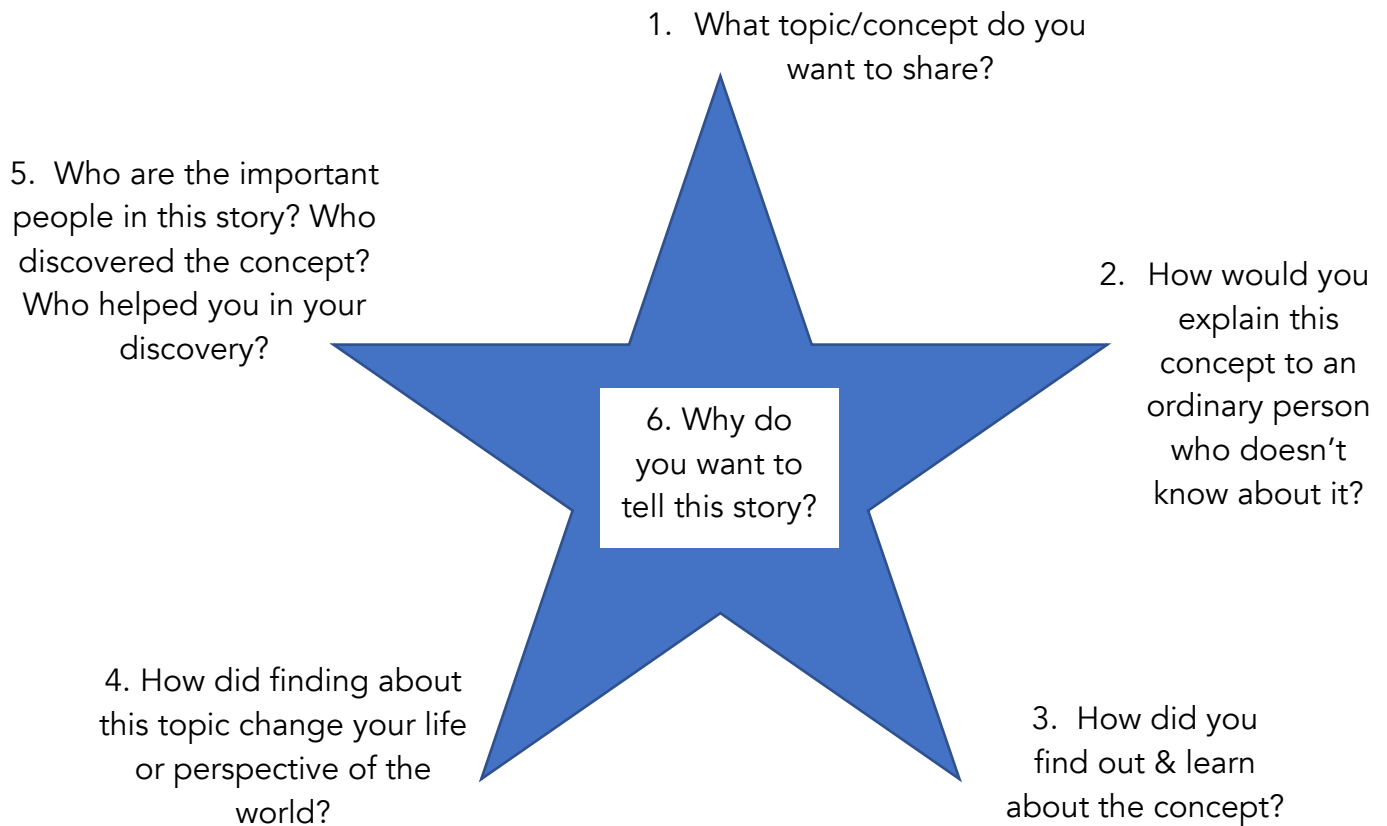 1. What topic/concept do you
want to share?
2. How would you
explain this
concept to an
ordinary person
who doesn’t
know about it?
3. How did you
find out & learn
about the concept?
4. How did finding about
this topic change your life
or perspective of the
world?
5. Who are the important
people in this story? Who
discovered the concept?
Who helped you in your
discovery?
6. Why do
you want to
tell this story?